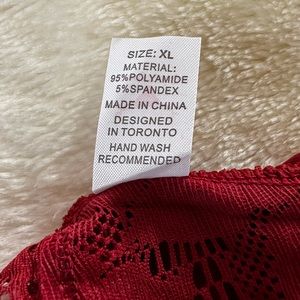 SIZE: XL
MATERIAL:
95%POLYAMIDE
5%SPANDEX
MADE IN CHINA
DESIGNED
IN TORONTO
HAND WASH
RECOMMENDED